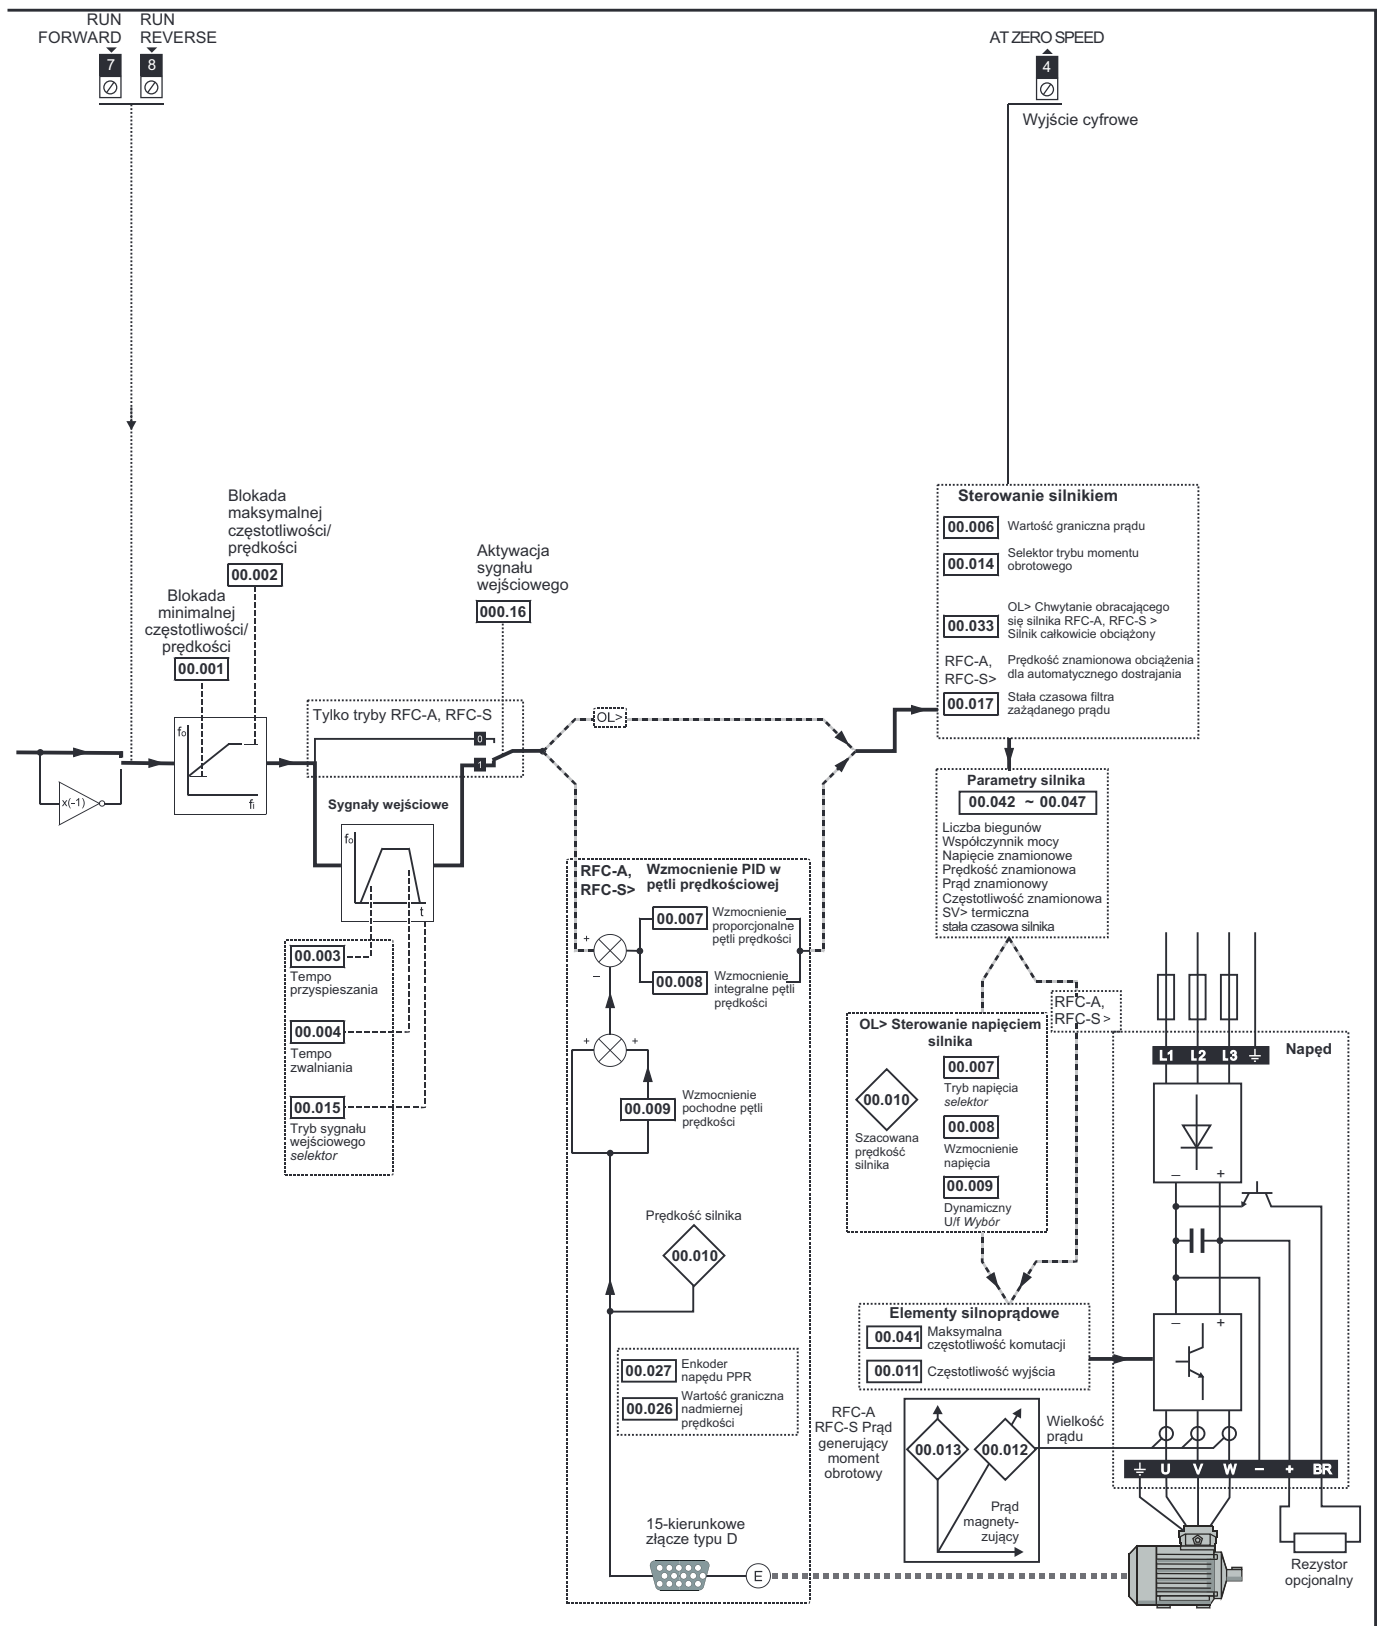 RUN
FORWARD
RUN
REVERSE
7
8
AT ZERO SPEED
4
Wyjście cyfrowe
Blokada
maksymalnej
częstotliwości/
prędkości
00.002
Blokada
minimalnej
częstotliwości/
prędkości
00.001
Aktywacja
sygnału
wejściowego
000.16
x(-1)
fo
fi
Tylko tryby RFC-A, RFC-S
0
1
Sygnały wejściowe
fo
t
00.003
Tempo
przyspieszania
00.004
Tempo
zwalniania
00.015
Tryb sygnału
wejściowego
selektor
OL>
RFC-A,
RFC-S>
Wzmocnienie PID w
pętli prędkościowej
00.007
Wzmocnienie
proporcjonalne
pętli prędkości
00.008
Wzmocnienie
integralne pętli
prędkości
+
–
+
+
00.009
Wzmocnienie
pochodne pętli
prędkości
Prędkość silnika
00.010
00.027
Enkoder
napędu PPR
00.026
Wartość graniczna
nadmiernej
prędkości
15-kierunkowe
złącze typu D
E
Sterowanie silnikiem
00.006
Wartość graniczna prądu
00.014
Selektor trybu momentu
obrotowego
00.033
OL> Chwytanie obracającego
się silnika RFC-A, RFC-S >
Silnik całkowicie obciążony
RFC-A,
RFC-S>
Prędkość znamionowa obciążenia
dla automatycznego dostrajania
00.017
Stała czasowa filtra
zażądanego prądu
Parametry silnika
00.042 ~ 00.047
Liczba biegunów
Współczynnik mocy
Napięcie znamionowe
Prędkość znamionowa
Prąd znamionowy
Częstotliwość znamionowa
SV> termiczna
stała czasowa silnika
RFC-A,
RFC-S >
OL> Sterowanie napięciem
silnika
00.010
Szacowana
prędkość
silnika
00.007
Tryb napięcia
selektor
00.008
Wzmocnienie
napięcia
00.009
Dynamiczny
U/f Wybór
Elementy silnoprądowe
00.041
Maksymalna
częstotliwość komutacji
00.011
Częstotliwość wyjścia
RFC-A
RFC-S Prąd
generujący
moment
obrotowy
00.013
00.012
Prąd
magnety-
zujący
Wielkość
prądu
L1 L2 L3
Napęd
– +
– +
U V W – + BR
Rezystor
opcjonalny